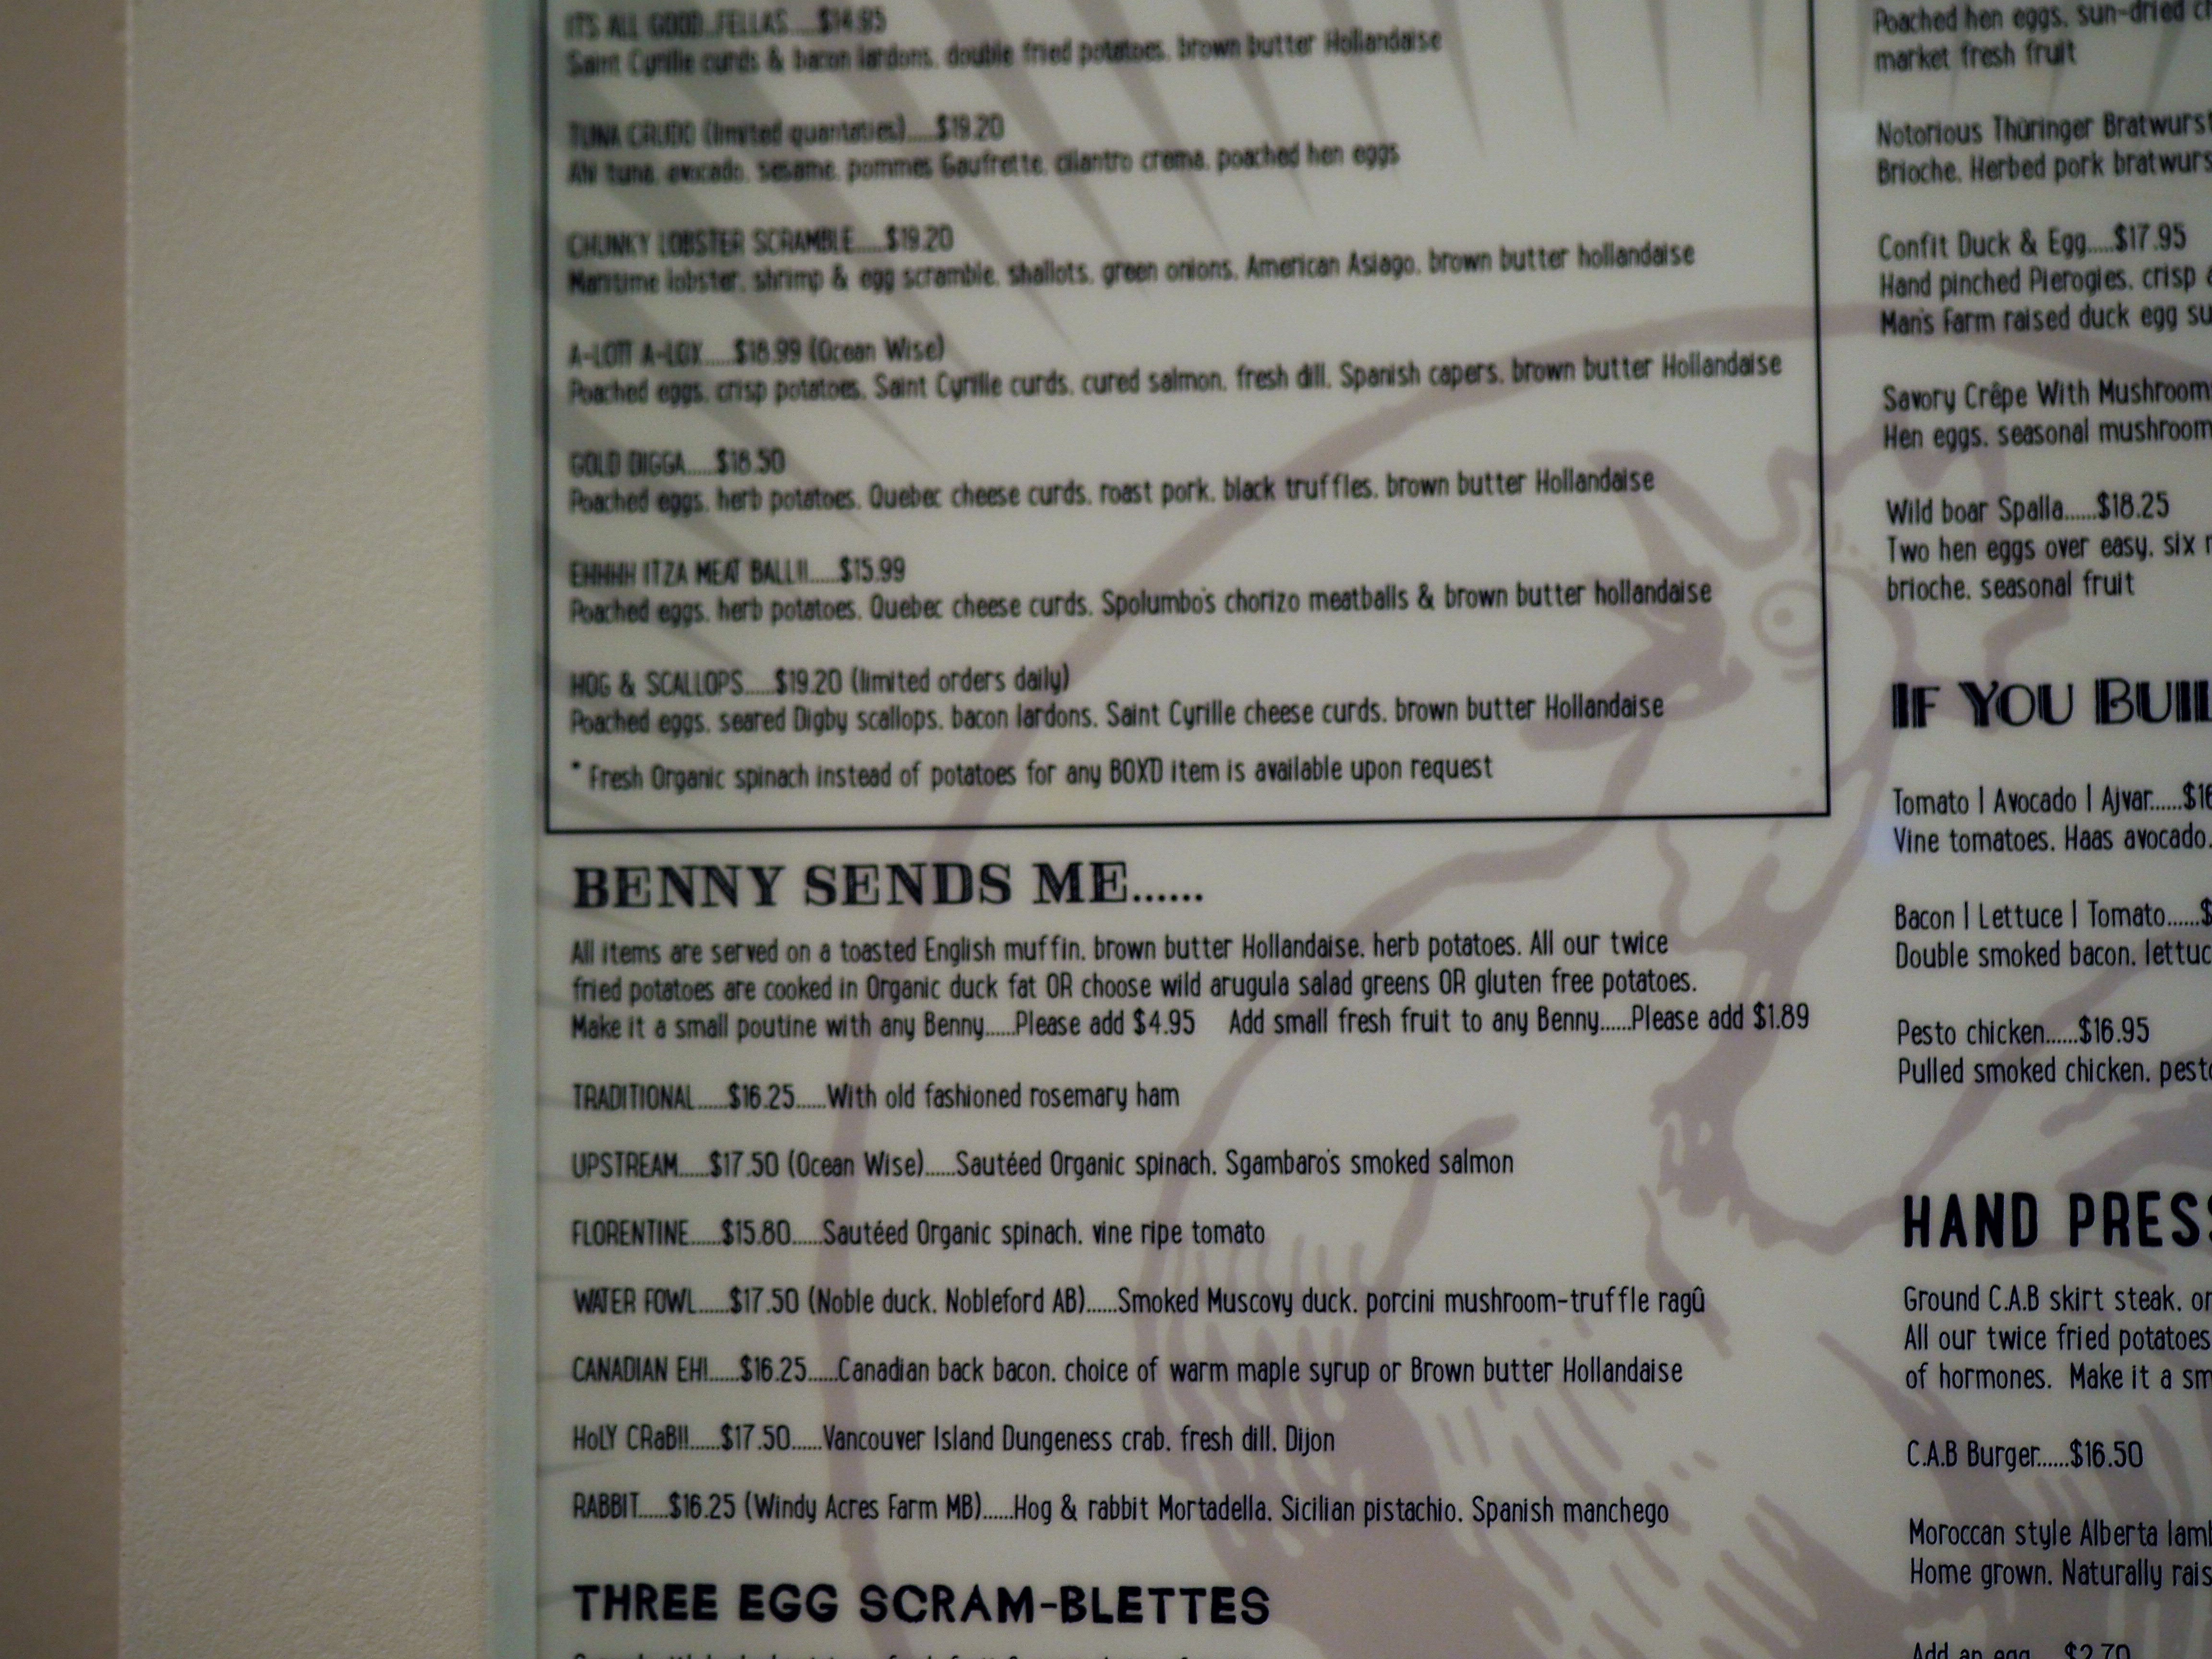 IT'S ALL GOOD..FELLAS......$14.95
Saint Cyrille curds & bacon lardons, double fried potatoes, brown butter Hollandaise
TUNA CRUDO (limited quantaties)......$19.20
Ahi tuna, avocado, sesame, pommes Gaufrette, cilantro crema, poached hen eggs
CHUNKY LOBSTER SCRAMBLE......$19.20
Maritime lobster, shrimp & egg scramble, shallots, green onions, American Asiago, brown butter hollandaise
A-LOTT A-LOX......$18.99 (Ocean Wise)
Poached eggs, crisp potatoes, Saint Cyrille curds, cured salmon, fresh dill, Spanish capers, brown butter Hollandaise
GOLD DIGGA......$18.50
Poached eggs, herb potatoes, Quebec cheese curds, roast pork, black truffles, brown butter Hollandaise
EHHHH ITZA MEAT BALL!!......$15.99
Poached eggs, herb potatoes, Quebec cheese curds, Spolumbo's chorizo meatballs & brown butter hollandaise
HOG & SCALLOPS......$19.20 (limited orders daily)
Poached eggs, seared Digby scallops, bacon lardons, Saint Cyrille cheese curds, brown butter Hollandaise
* Fresh Organic spinach instead of potatoes for any BOXD item is available upon request
BENNY SENDS ME......
All items are served on a toasted English muffin, brown butter Hollandaise, herb potatoes. All our twice
fried potatoes are cooked in Organic duck fat OR choose wild arugula salad greens OR gluten free potatoes.
Make it a small poutine with any Benny......Please add $4.95 Add small fresh fruit to any Benny......Please add $1.89
TRADITIONAL......$16.25......With old fashioned rosemary ham
UPSTREAM......$17.50 (Ocean Wise)......Sautéed Organic spinach, Sgambaro's smoked salmon
FLORENTINE......$15.80......Sautéed Organic spinach, vine ripe tomato
WATER FOWL......$17.50 (Noble duck, Nobleford AB)......Smoked Muscovy duck, porcini mushroom-truffle ragû
CANADIAN EH!......$16.25......Canadian back bacon, choice of warm maple syrup or Brown butter Hollandaise
HoLY CRaB!!......$17.50......Vancouver Island Dungeness crab, fresh dill, Dijon
RABBIT......$16.25 (Windy Acres Farm MB)......Hog & rabbit Mortadella, Sicilian pistachio, Spanish manchego
THREE EGG SCRAM-BLETTES
Poached hen eggs, sun-dried
market fresh fruit
Notorious Thüringer Bratwurst
Brioche, Herbed pork bratwurs
Confit Duck & Egg......$17.95
Hand pinched Pierogies, crisp
Man's Farm raised duck egg su
Savory Crêpe With Mushroom
Hen eggs, seasonal mushroom
Wild boar Spalla......$18.25
Two hen eggs over easy, six
brioche, seasonal fruit
IF YOU BUIL
Tomato | Avocado | Ajvar......$16
Vine tomatoes, Haas avocado,
Bacon | Lettuce | Tomato......$
Double smoked bacon, lettuc
Pesto chicken......$16.95
Pulled smoked chicken, pest
HAND PRESS
Ground C.A.B skirt steak, or
All our twice fried potatoes
of hormones. Make it a sm
C.A.B Burger......$16.50
Moroccan style Alberta lam
Home grown, Naturally rais
Add an egg......$2.70